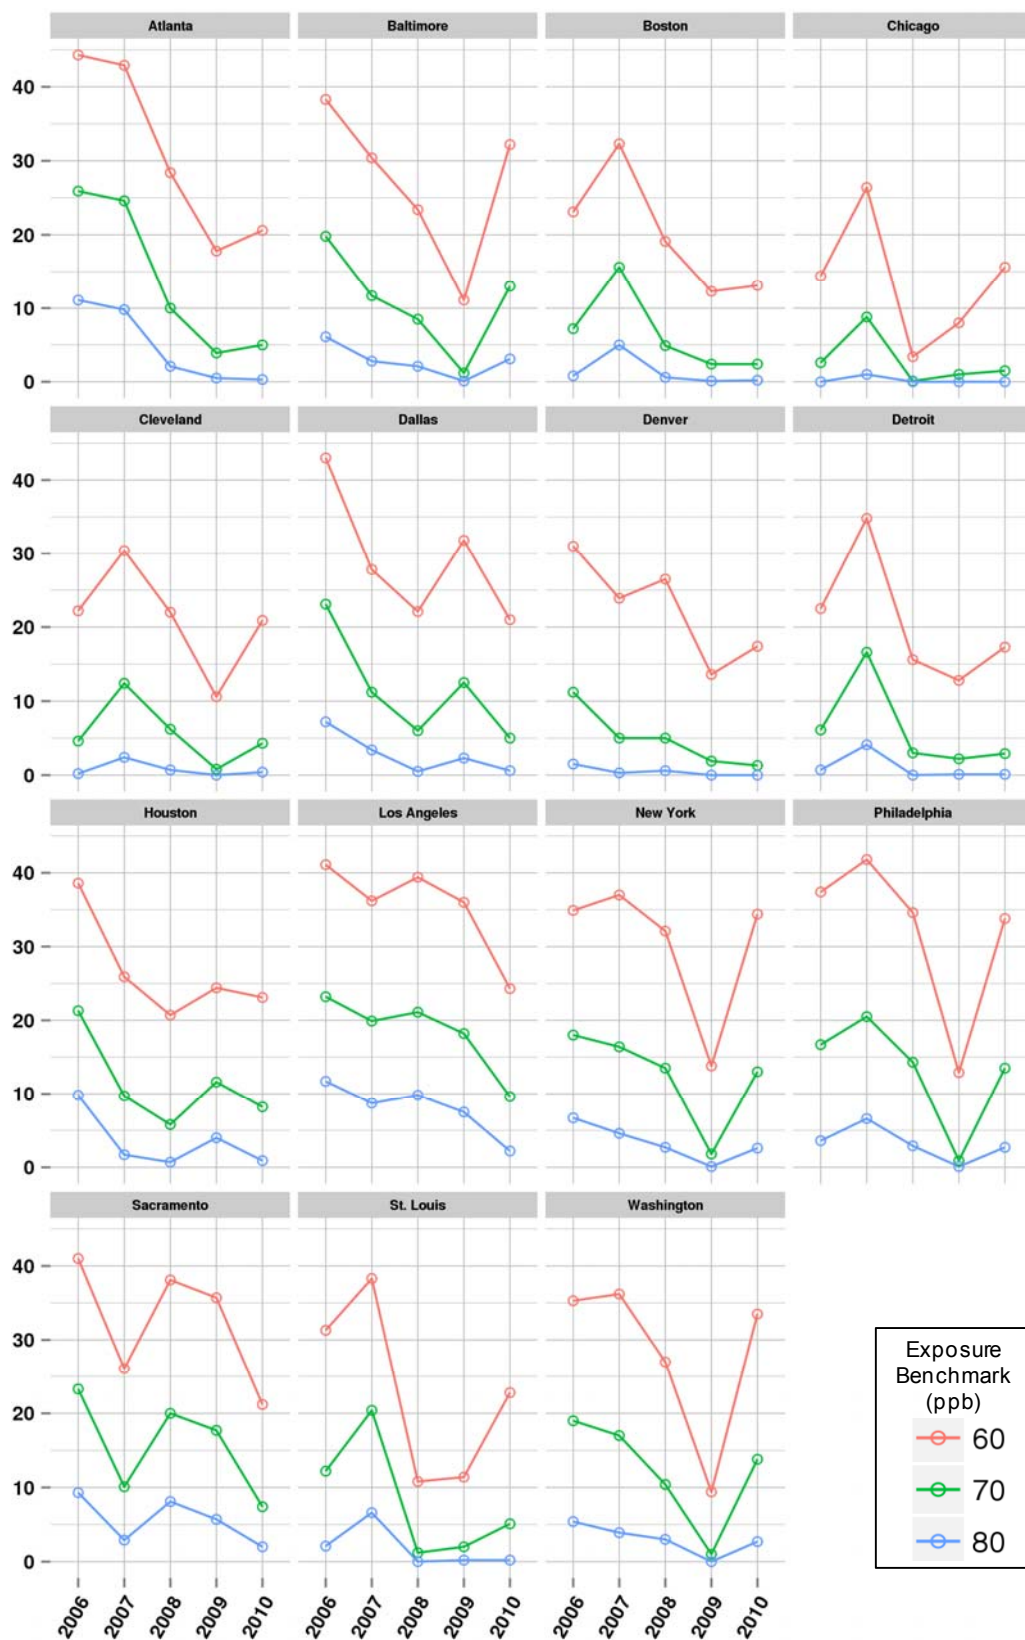 Atlanta Baltimore Boston Chicago
40
30
20
10
0
Cleveland Dallas Denver Detroit
40
30
20
10
0
Houston Los Angeles New York Philadelphia
40
30
20
10
0
Sacramento St. Louis Washington
40
30
20
10
0
2006 2007 2008 2009 2010 2006 2007 2008 2009 2010 2006 2007 2008 2009 2010
Exposure
Benchmark
(ppb)
60
70
80